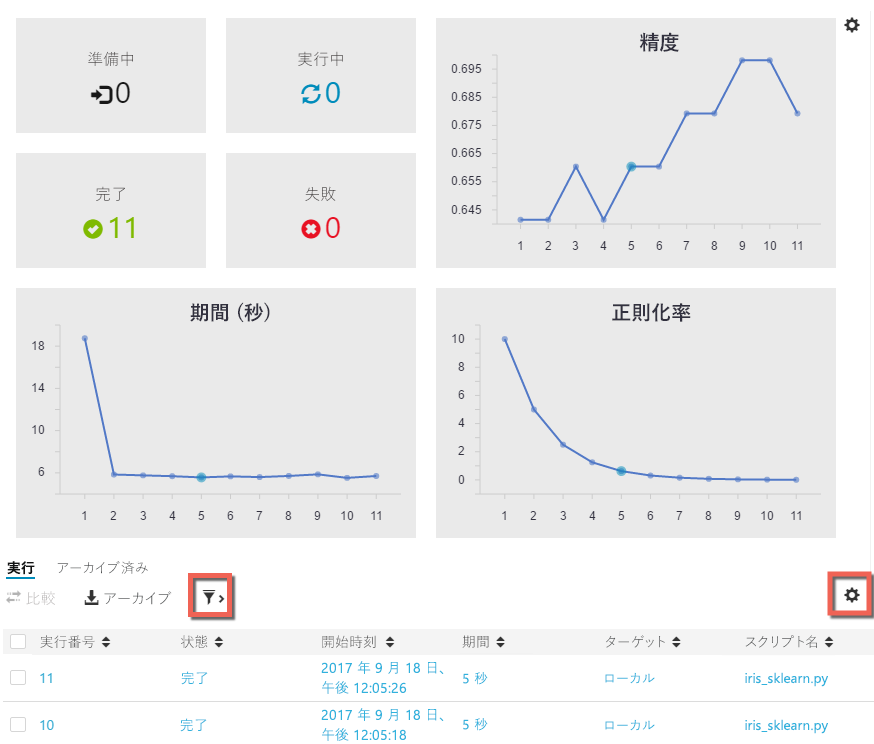 準備中
0
実行中
0
完了
11
失敗
0
精度
0.695
0.685
0.675
0.665
0.655
0.645
1 2 3 4 5 6 7 8 9 10 11
期間 (秒)
18
14
10
6
1 2 3 4 5 6 7 8 9 10 11
正則化率
10
8
6
4
2
0
1 2 3 4 5 6 7 8 9 10 11
実行 アーカイブ済み
比較 アーカイブ
実行番号 状態 開始時刻 期間 ターゲット スクリプト名
11 完了 2017 年 9 月 18 日、 5 秒 ローカル iris_sklearn.py
午後 12:05:26
10 完了 2017 年 9 月 18 日、 5 秒 ローカル iris_sklearn.py
午後 12:05:18